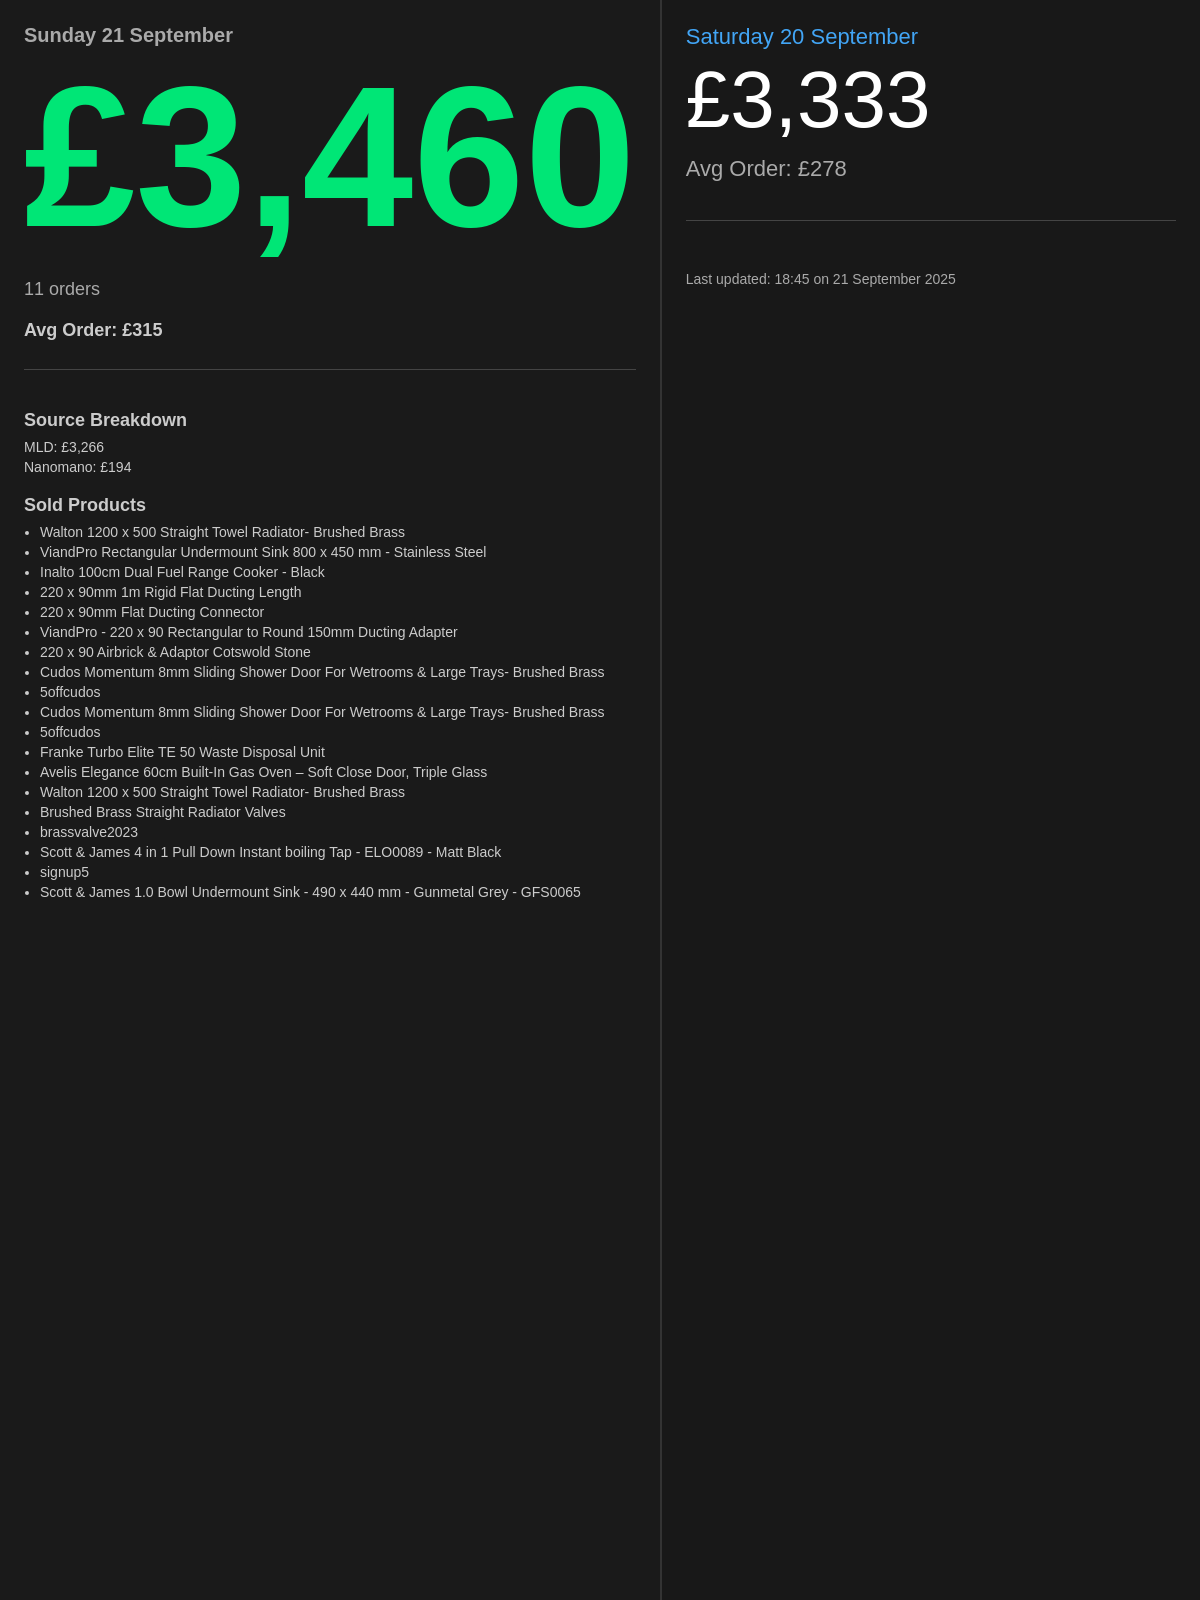 Sunday 21 September
£3,460
11 orders
Avg Order: £315
Source Breakdown
MLD: £3,266
Nanomano: £194
Sold Products
• Walton 1200 x 500 Straight Towel Radiator- Brushed Brass
• ViandPro Rectangular Undermount Sink 800 x 450 mm - Stainless Steel
• Inalto 100cm Dual Fuel Range Cooker - Black
• 220 x 90mm 1m Rigid Flat Ducting Length
• 220 x 90mm Flat Ducting Connector
• ViandPro - 220 x 90 Rectangular to Round 150mm Ducting Adapter
• 220 x 90 Airbrick & Adaptor Cotswold Stone
• Cudos Momentum 8mm Sliding Shower Door For Wetrooms & Large Trays- Brushed Brass
• 5offcudos
• Cudos Momentum 8mm Sliding Shower Door For Wetrooms & Large Trays- Brushed Brass
• 5offcudos
• Franke Turbo Elite TE 50 Waste Disposal Unit
• Avelis Elegance 60cm Built-In Gas Oven – Soft Close Door, Triple Glass
• Walton 1200 x 500 Straight Towel Radiator- Brushed Brass
• Brushed Brass Straight Radiator Valves
• brassvalve2023
• Scott & James 4 in 1 Pull Down Instant boiling Tap - ELO0089 - Matt Black
• signup5
• Scott & James 1.0 Bowl Undermount Sink - 490 x 440 mm - Gunmetal Grey - GFS0065
Saturday 20 September
£3,333
Avg Order: £278
Last updated: 18:45 on 21 September 2025